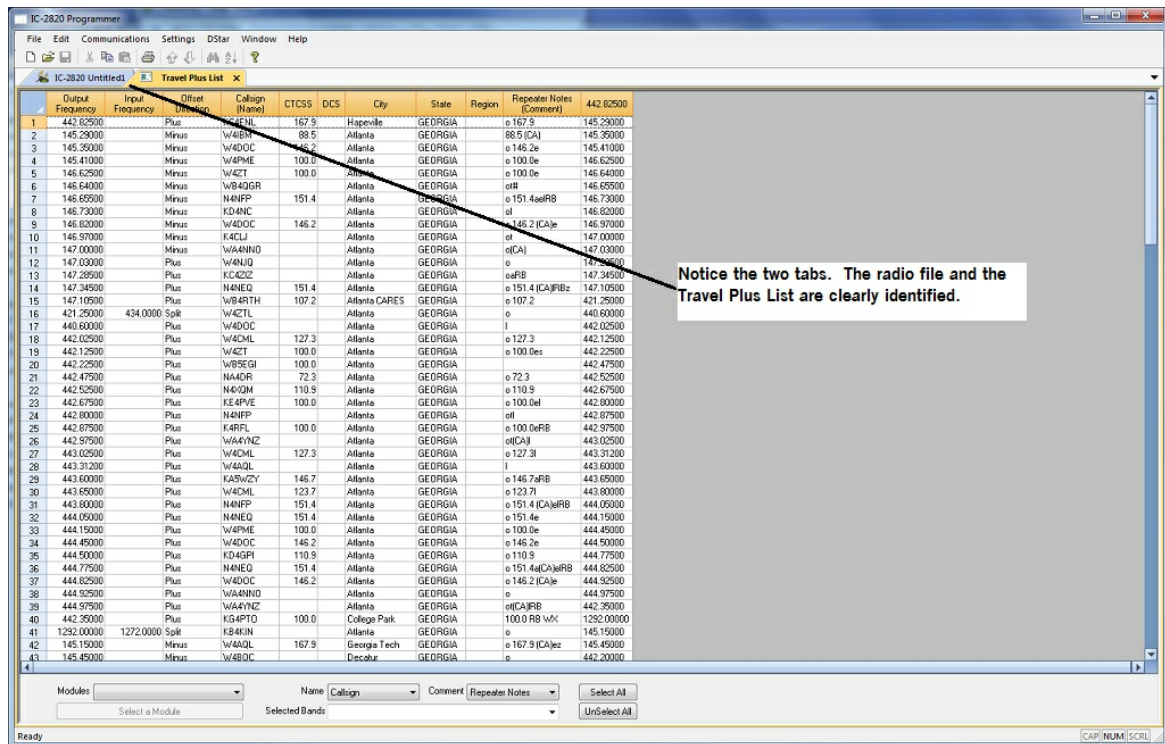 IC-2820 Programmer
File Edit Communications Settings DStar Window Help
IC-2820 Untitled1 Travel Plus List X
Output Frequency Input Frequency Offset Direction Callsign (Name) CTCSS DCS City State Region Repeater Notes (Comment) 442.82500
1 442.82500 Plus 167.9 Hapeville GEORGIA o 167.9 145.29000
2 145.29000 Minus W4IBM 88.5 Atlanta GEORGIA 88.5 (CA) 145.35000
3 145.35000 Minus W4DOC 146.2 Atlanta GEORGIA o 146.2e 145.41000
4 145.41000 Minus W4PME 100.0 Atlanta GEORGIA o 100.0e 146.62500
5 146.62500 Minus W4ZT 100.0 Atlanta GEORGIA o 100.0e 146.64000
6 146.64000 Minus WB4QGR Atlanta GEORGIA ot# 146.65500
7 146.65500 Minus N4NFP 151.4 Atlanta GEORGIA o 151.4aelRB 146.73000
8 146.73000 Minus KD4NC Atlanta GEORGIA ol 146.82000
9 146.82000 Minus W4DOC 146.2 Atlanta GEORGIA o 146.2 (CA)e 146.97000
10 146.97000 Minus K4CLJ Atlanta GEORGIA ot 147.00000
11 147.00000 Minus WA4NNO Atlanta GEORGIA o(CA) 147.03000
12 147.03000 Plus W4NJQ Atlanta GEORGIA o 147.28500
13 147.28500 Plus KC4ZIZ Atlanta GEORGIA oaRB 147.34500
14 147.34500 Plus N4NEQ 151.4 Atlanta GEORGIA o 151.4 (CA)lRBz 147.10500
15 147.10500 Plus WB4RTH 107.2 Atlanta CARES GEORGIA o 107.2 421.25000
16 421.25000 434.0000 Split W4ZTL Atlanta GEORGIA o 440.60000
17 440.60000 Plus W4DOC Atlanta GEORGIA l 442.02500
18 442.02500 Plus W4CML 127.3 Atlanta GEORGIA o 127.3 442.12500
19 442.12500 Plus W4ZT 100.0 Atlanta GEORGIA o 100.0es 442.22500
20 442.22500 Plus WB5EGI 100.0 Atlanta GEORGIA 442.47500
21 442.47500 Plus NA4DR 72.3 Atlanta GEORGIA o 72.3 442.52500
22 442.52500 Plus N4XQM 110.9 Atlanta GEORGIA o 110.9 442.67500
23 442.67500 Plus KE4PVE 100.0 Atlanta GEORGIA o 100.0el 442.80000
24 442.80000 Plus N4NFP Atlanta GEORGIA otl 442.87500
25 442.87500 Plus K4RFL 100.0 Atlanta GEORGIA o 100.0eRB 442.97500
26 442.97500 Plus WA4YNZ Atlanta GEORGIA ot(CA)l 443.02500
27 443.02500 Plus W4CML 127.3 Atlanta GEORGIA o 127.3l 443.31200
28 443.31200 Plus W4AQL Atlanta GEORGIA l 443.60000
29 443.60000 Plus KA5WZY 146.7 Atlanta GEORGIA o 146.7aRB 443.65000
30 443.65000 Plus W4CML 123.7 Atlanta GEORGIA o 123.7l 443.80000
31 443.80000 Plus N4NFP 151.4 Atlanta GEORGIA o 151.4 (CA)elRB 444.05000
32 444.05000 Plus N4NEQ 151.4 Atlanta GEORGIA o 151.4e 444.15000
33 444.15000 Plus W4PME 100.0 Atlanta GEORGIA o 100.0e 444.45000
34 444.45000 Plus W4DOC 146.2 Atlanta GEORGIA o 146.2e 444.50000
35 444.50000 Plus KD4GPI 110.9 Atlanta GEORGIA o 110.9 444.77500
36 444.77500 Plus N4NEQ 151.4 Atlanta GEORGIA o 151.4a(CA)elRB 444.82500
37 444.82500 Plus W4DOC 146.2 Atlanta GEORGIA o 146.2 (CA)e 444.92500
38 444.92500 Plus WA4NNO Atlanta GEORGIA o 444.97500
39 444.97500 Plus WA4YNZ Atlanta GEORGIA ot(CA)lRB 442.35000
40 442.35000 Plus KG4PTO 100.0 College Park GEORGIA 100.0 RB WX 1292.00000
41 1292.00000 1272.0000 Split KB4KIN Atlanta GEORGIA o 145.15000
42 145.15000 Minus W4AQL 167.9 Georgia Tech GEORGIA o 167.9 (CA)ez 145.45000
43 145.45000 Minus W4BOC Decatur GEORGIA o 442.20000
Notice the two tabs. The radio file and the
Travel Plus List are clearly identified.
Modules Name Callsign Comment Repeater Notes Select All
Select a Module Selected Bands UnSelect All
Ready CAP NUM SCRL